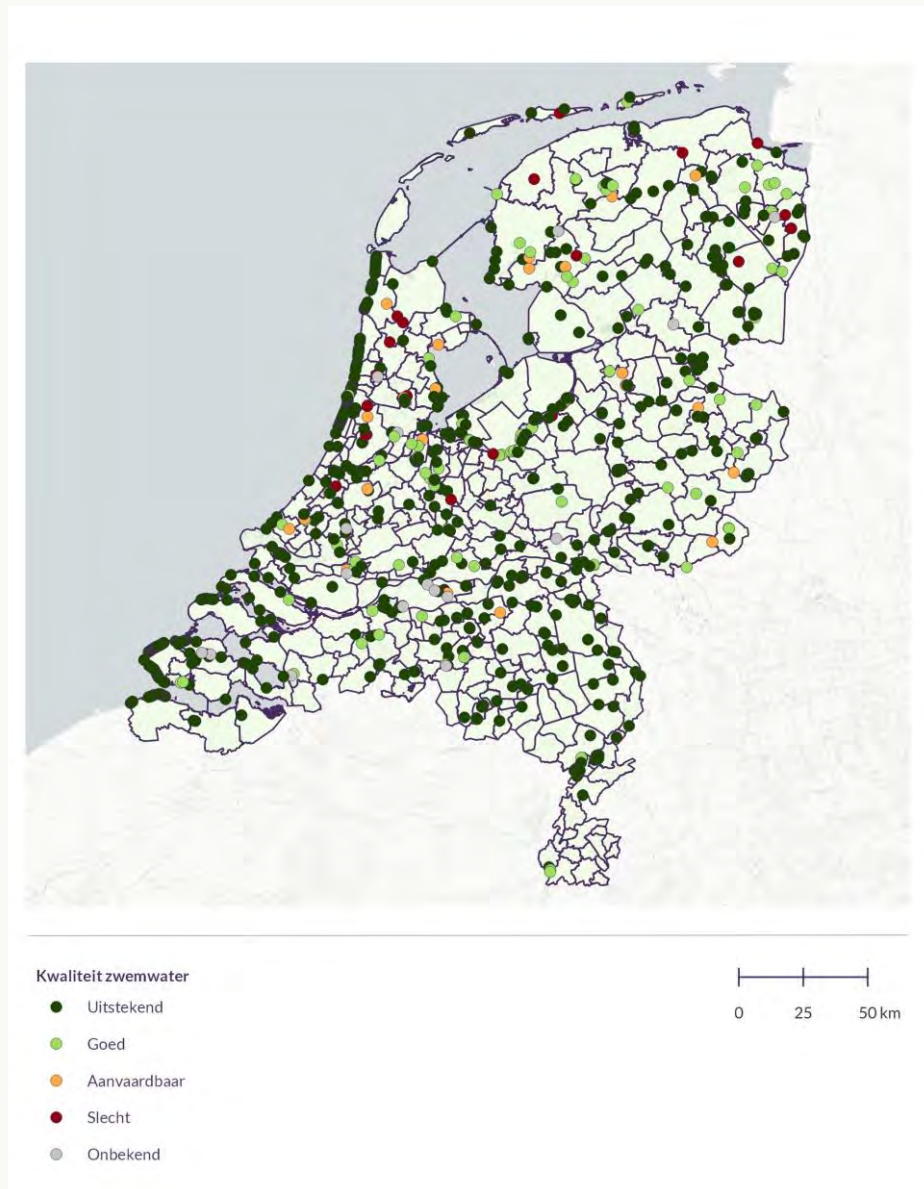 Kwaliteit zwemwater
Uitstekend
Goed
Aanvaardbaar
Slecht
Onbekend
0 25 50 km